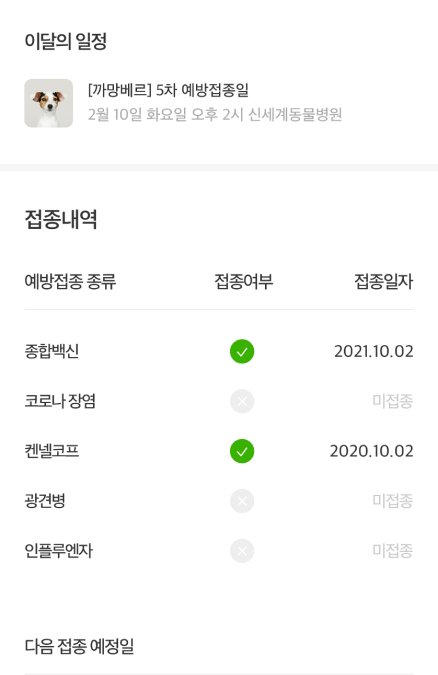 이달의 일정
[까망베르] 5차 예방접종일
2월 10일 화요일 오후 2시 신세계동물병원
접종내역
예방접종 종류 접종여부 접종일자
종합백신 2021.10.02
코로나 장염 미접종
켄넬코프 2020.10.02
광견병 미접종
인플루엔자 미접종
다음 접종 예정일